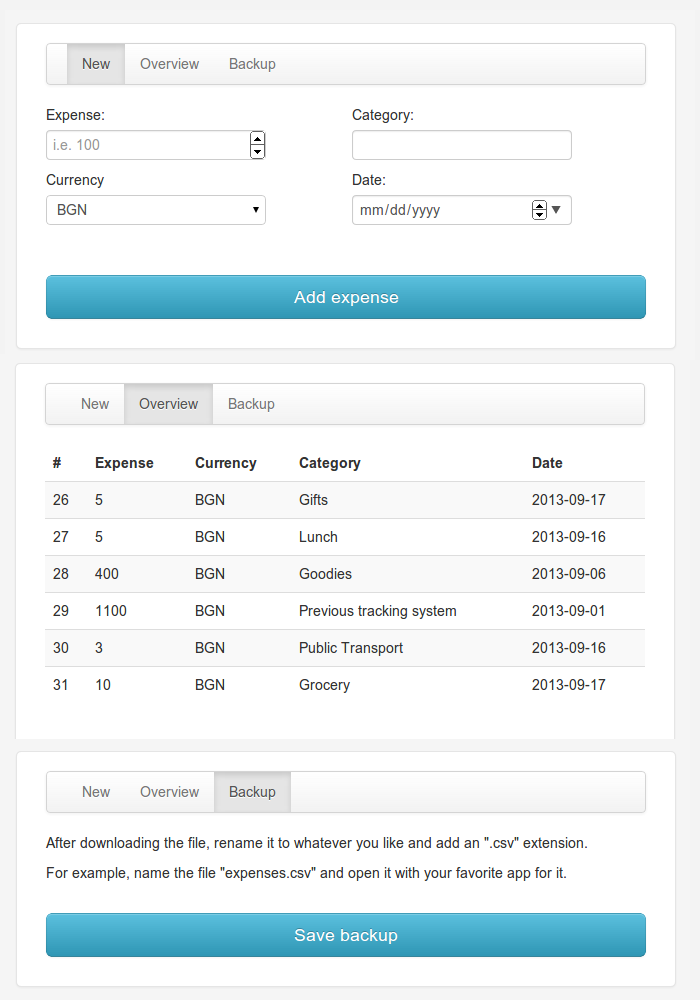 New Overview Backup
Expense: Category:
i.e. 100
Currency Date:
BGN mm/dd/yyyy
Add expense
New Overview Backup
# Expense Currency Category Date
26 5 BGN Gifts 2013-09-17
27 5 BGN Lunch 2013-09-16
28 400 BGN Goodies 2013-09-06
29 1100 BGN Previous tracking system 2013-09-01
30 3 BGN Public Transport 2013-09-16
31 10 BGN Grocery 2013-09-17
New Overview Backup
After downloading the file, rename it to whatever you like and add an ".csv" extension.
For example, name the file "expenses.csv" and open it with your favorite app for it.
Save backup